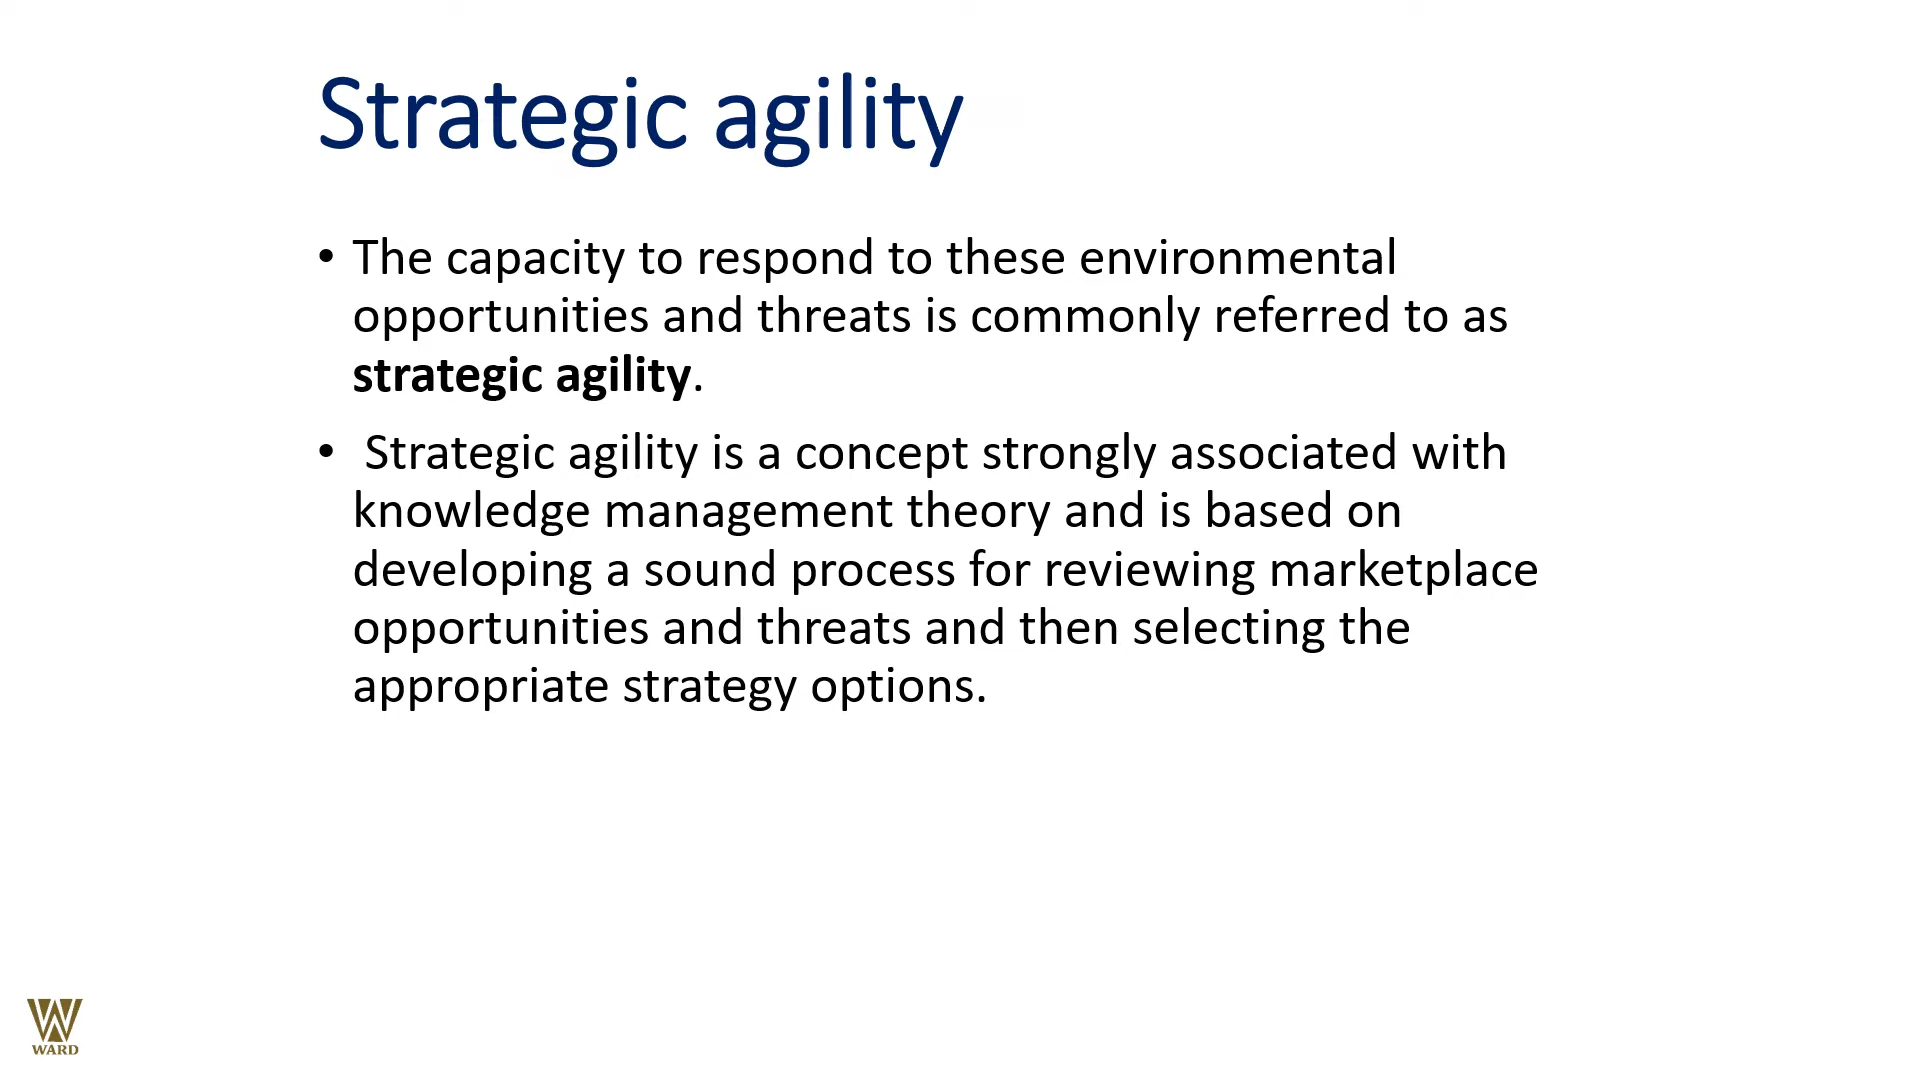 Strategic agility
• The capacity to respond to these environmental
opportunities and threats is commonly referred to as
strategic agility.
• Strategic agility is a concept strongly associated with
knowledge management theory and is based on
developing a sound process for reviewing marketplace
opportunities and threats and then selecting the
appropriate strategy options.
WARD